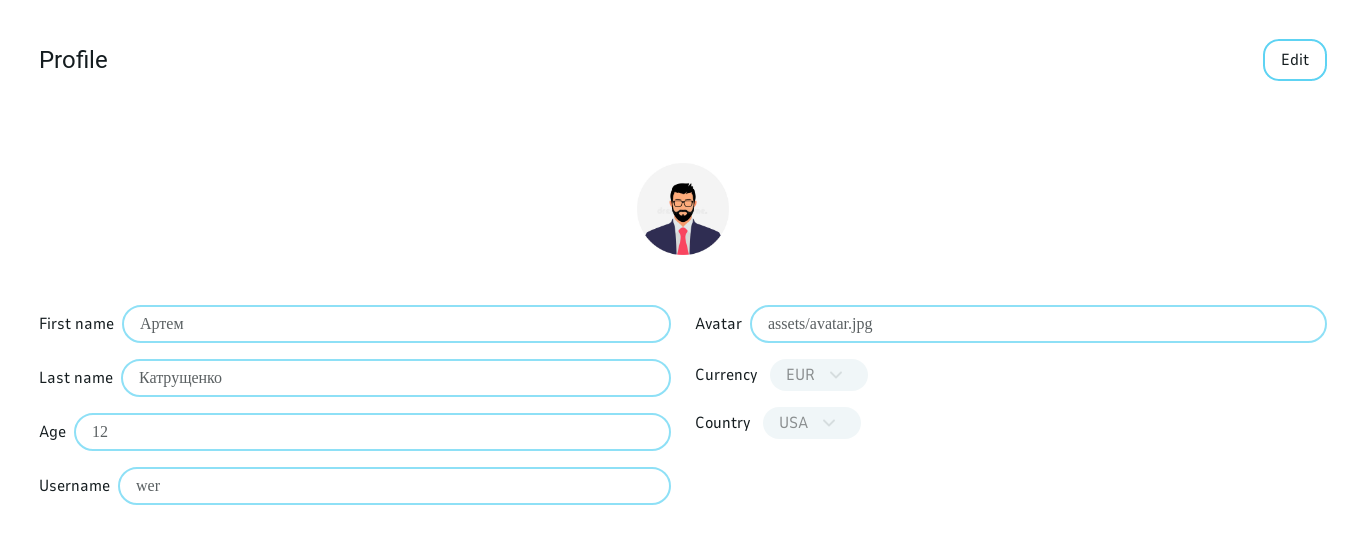 Profile
Edit
First name Артем
Last name Катрущенко
Age 12
Username wer
Avatar assets/avatar.jpg
Currency EUR
Country USA